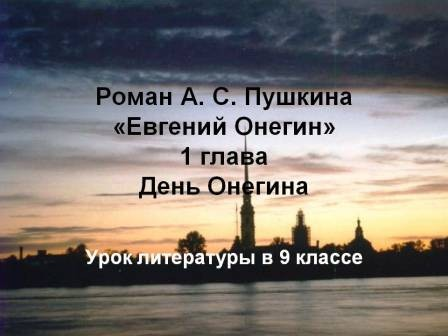 Роман А. С. Пушкина
«Евгений Онегин»
1 глава
День Онегина
Урок литературы в 9 классе